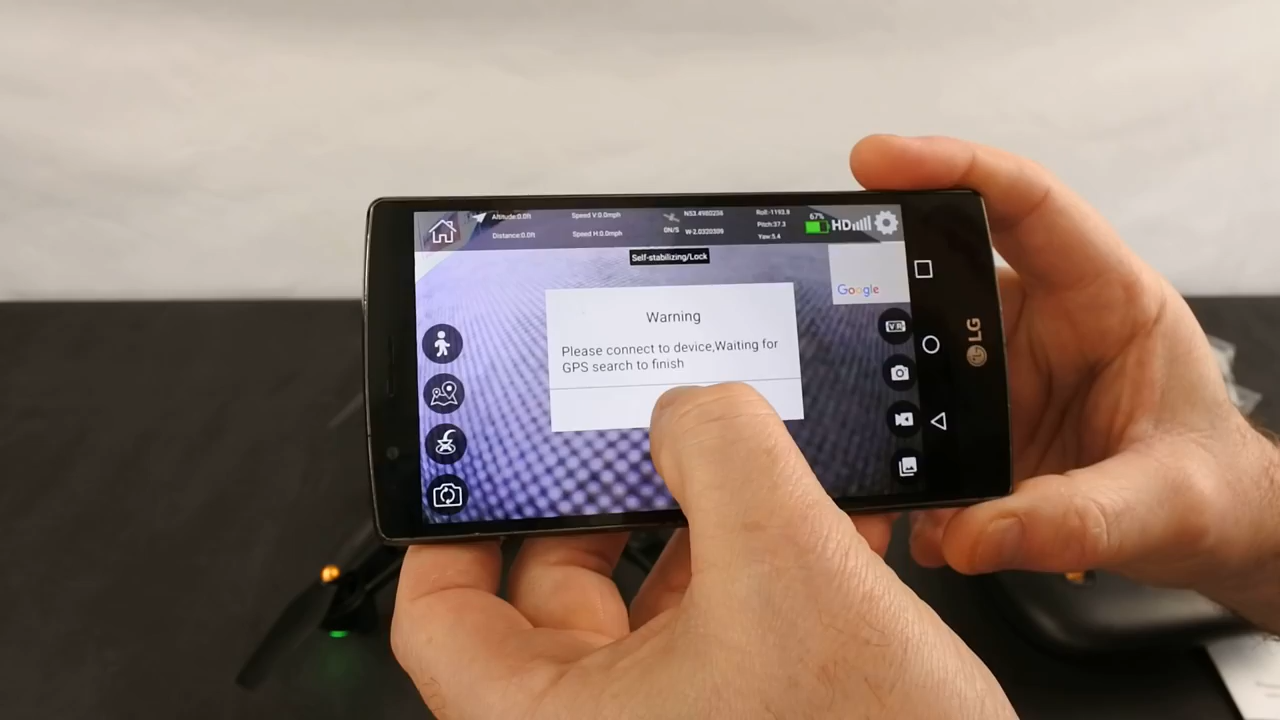 Altitude:0.0ft
Speed V:0.0mph
N53.4980236
Roll:-1193.9
67%
HD
Distance:0.0ft
Speed H:0.0mph
0N/S
W-2.0320309
Pitch:37.3
Yaw:5.4
Self-stabilizing/Lock
Google
Warning
Please connect to device,Waiting for
GPS search to finish
VR
LG